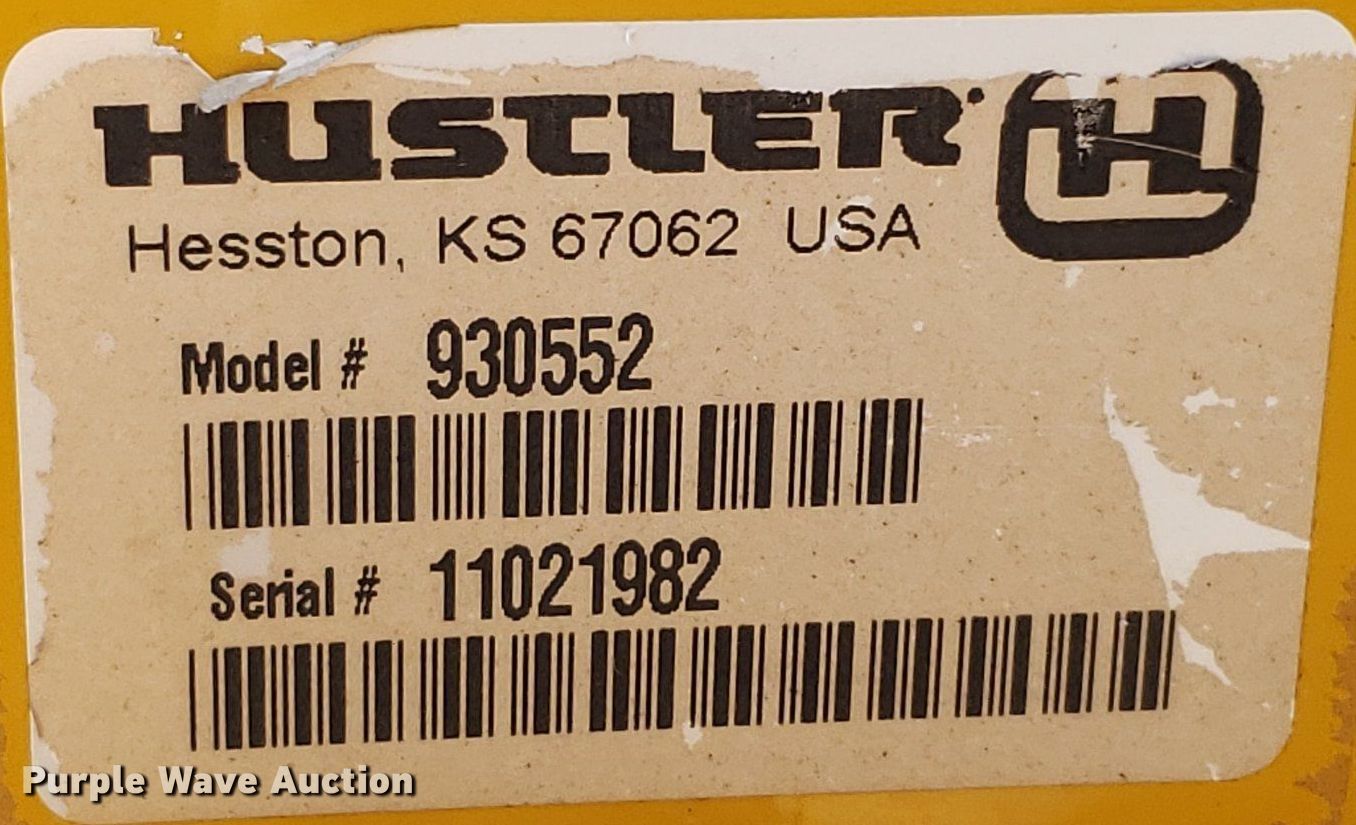 HUSTLER H
Hesston, KS 67062 USA
Model # 930552
Serial # 11021982
Purple Wave Auction